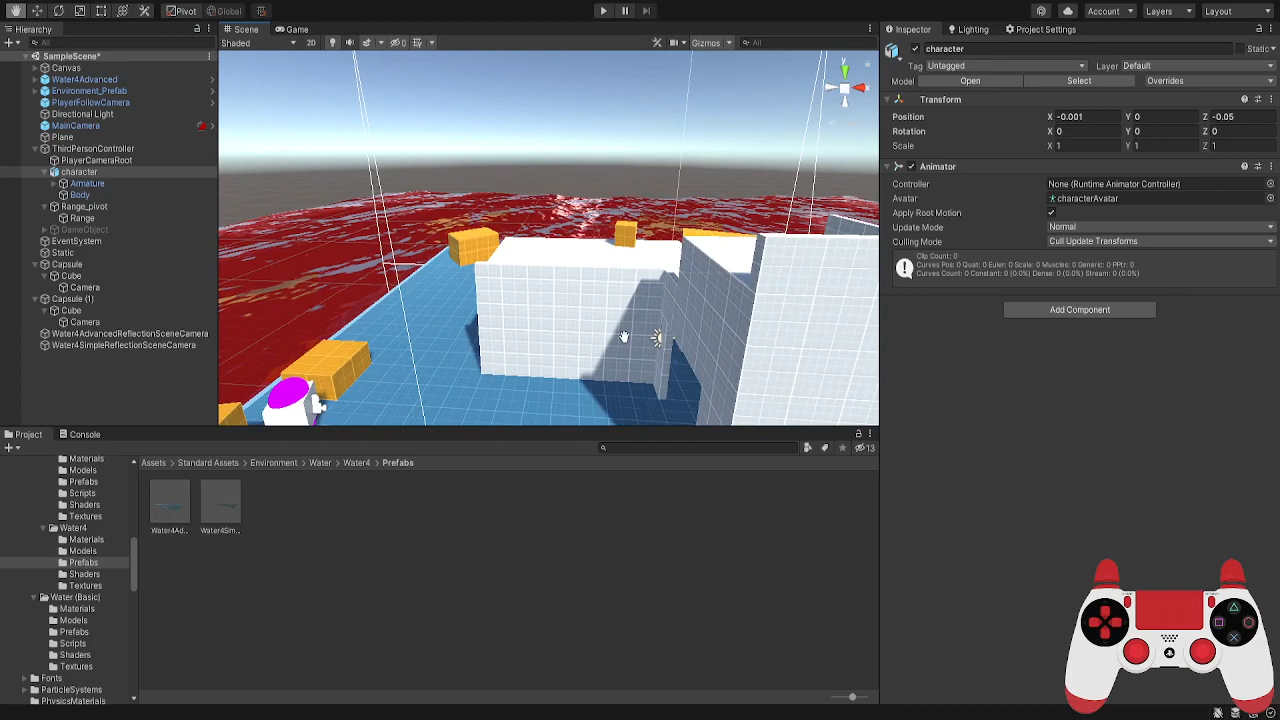 Pivot Global Account Layers Layout
Hierarchy Scene Game Inspector Lighting Project Settings
All Shaded 2D 0 Gizmos All character Static
SampleScene*
Canvas
Water4Advanced
Environment_Prefab
PlayerFollowCamera
Directional Light
MainCamera
Plane
ThirdPersonController
PlayerCameraRoot
character
Armature
Body
Range_pivot
Range
GameObject
EventSystem
Static
Capsule
Cube
Camera
Capsule (1)
Cube
Camera
Water4AdvancedReflectionSceneCamera
Water4SimpleReflectionSceneCamera
y
x
Tag Untagged Layer Default
Model Open Select Overrides
Transform
Position X -0.001 Y 0 Z -0.05
Rotation X 0 Y 0 Z 0
Scale X 1 Y 1 Z 1
Animator
Controller None (Runtime Animator Controller)
Avatar characterAvatar
Apply Root Motion
Update Mode Normal
Culling Mode Cull Update Transforms
Clip Count: 0
Curves Pos: 0 Quat: 0 Euler: 0 Scale: 0 Muscles: 0 Generic: 0 PPtr: 0
Curves Count: 0 Constant: 0 (0.0%) Dense: 0 (0.0%) Stream: 0 (0.0%)
Add Component
Project Console
13
Assets > Standard Assets > Environment > Water > Water4 > Prefabs
Materials
Models
Prefabs
Scripts
Shaders
Textures
Water4
Materials
Models
Prefabs
Shaders
Textures
Water (Basic)
Materials
Models
Prefabs
Scripts
Shaders
Textures
Fonts
ParticleSystems
PhysicsMaterials
Water4Ad... Water4Sim...